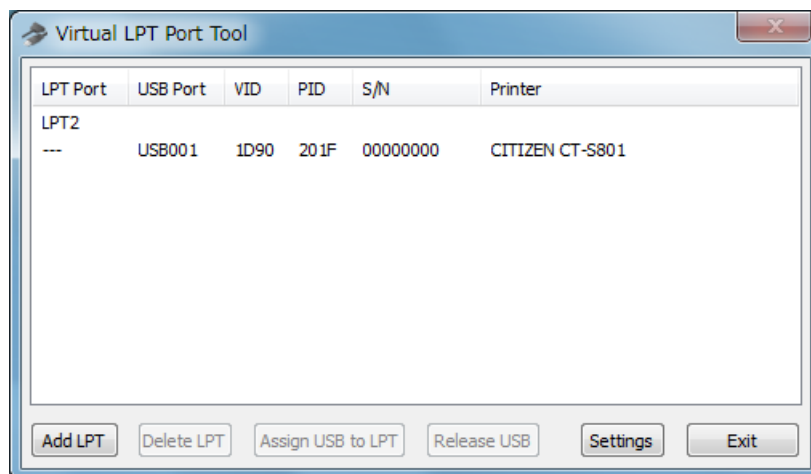 Virtual LPT Port Tool
LPT Port USB Port VID PID S/N Printer
LPT2
--- USB001 1D90 201F 00000000 CITIZEN CT-S801
Add LPT Delete LPT Assign USB to LPT Release USB Settings Exit